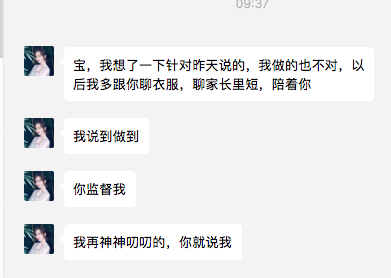 09:37
宝，我想了一下针对昨天说的，我做的也不对，以
后我多跟你聊衣服，聊家长里短，陪着你
我说到做到
你监督我
我再神神叨叨的，你就说我